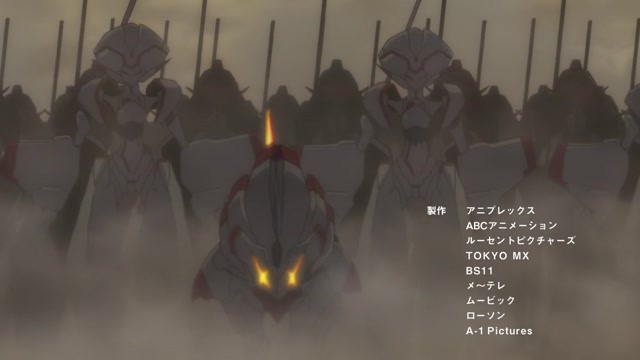 製作 アニプレックス
ABCアニメーション
ルーセントピクチャーズ
TOKYO MX
BS11
メ〜テレ
ムービック
ローソン
A-1 Pictures